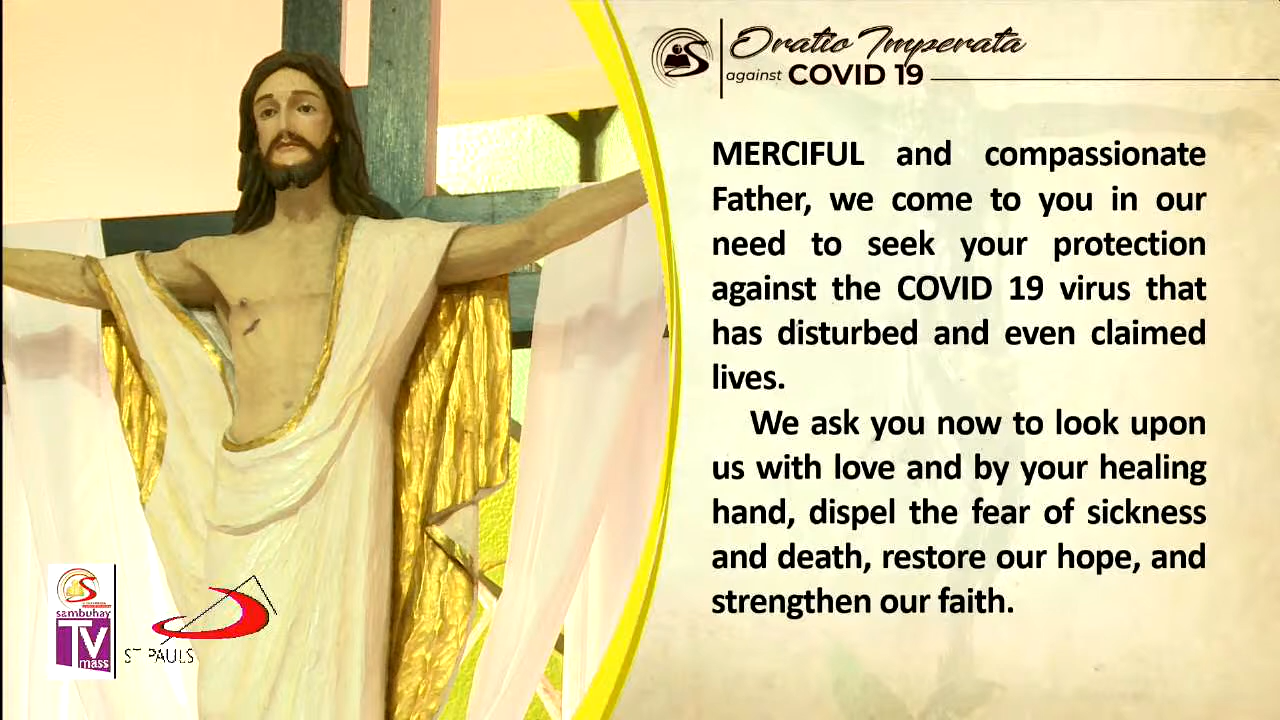 Oratio Imperata
against COVID 19
MERCIFUL and compassionate
Father, we come to you in our
need to seek your protection
against the COVID 19 virus that
has disturbed and even claimed
lives.
We ask you now to look upon
us with love and by your healing
hand, dispel the fear of sickness
and death, restore our hope, and
strengthen our faith.
sambuhay
TV
mass
ST PAULS